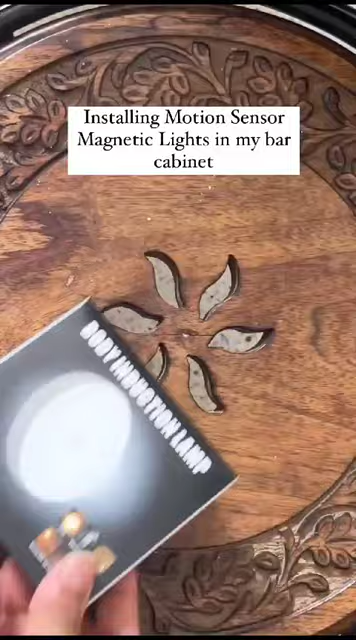 Installing Motion Sensor
Magnetic Lights in my bar
cabinet
BODY INDUCTION LAMP